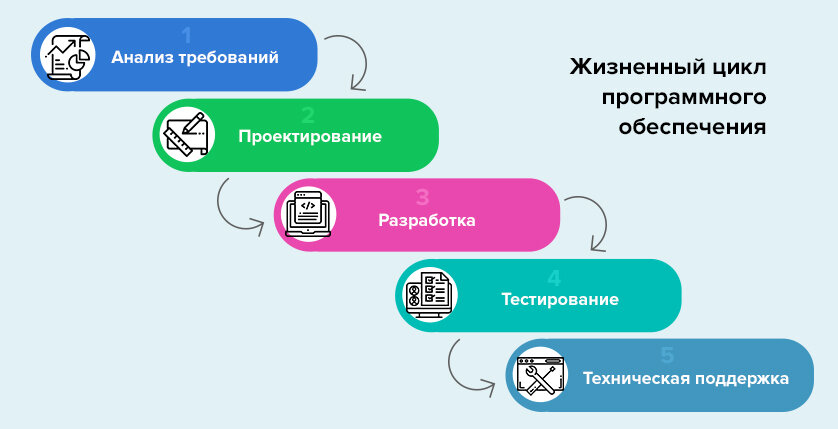 1
Анализ требований
Жизненный цикл
программного
обеспечения
2
Проектирование
3
Разработка
4
Тестирование
5
Техническая поддержка